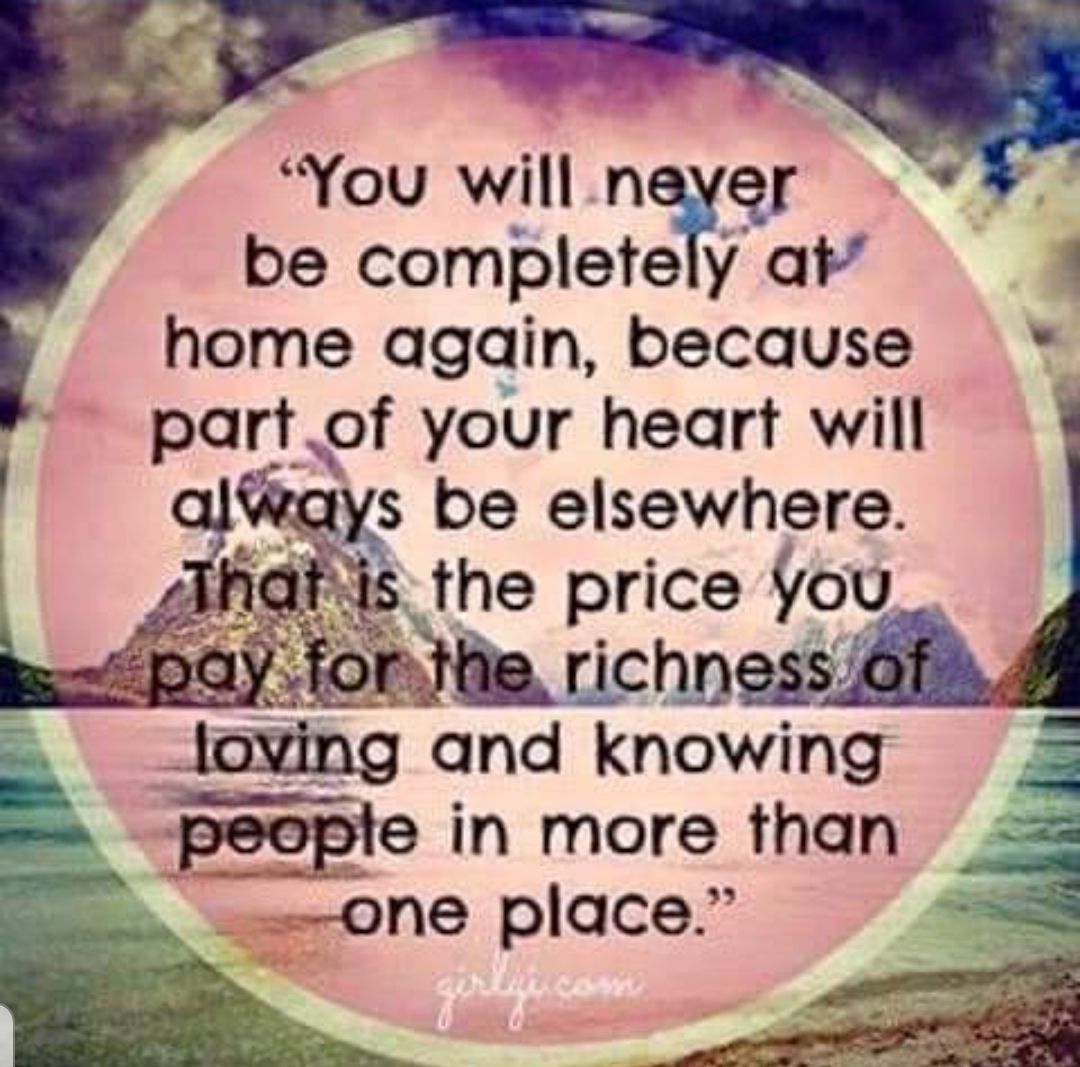 “You will never
be completely at
home again, because
part of your heart will
always be elsewhere.
That is the price you
pay for the richness of
loving and knowing
people in more than
one place.”
girlgi.com